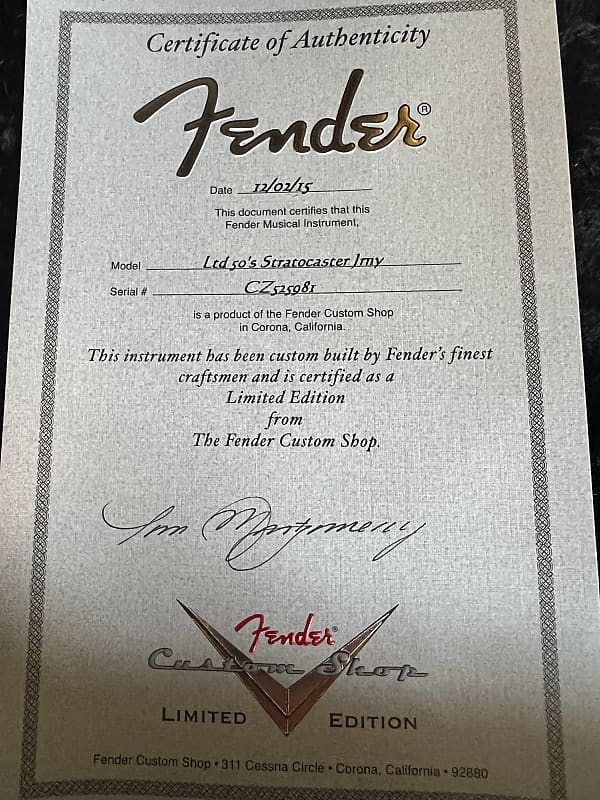 Certificate of Authenticity
Fender®
Date 12/02/15
This document certifies that this
Fender Musical Instrument,
Model Ltd 50's Stratocaster Jrny
Serial # CZ525981
is a product of the Fender Custom Shop
in Corona, California.
This instrument has been custom built by Fender's finest
craftsmen and is certified as a
Limited Edition
from
The Fender Custom Shop.
Tom Montgomery
Fender®
Custom Shop
LIMITED EDITION
Fender Custom Shop • 311 Cessna Circle • Corona, California • 92880